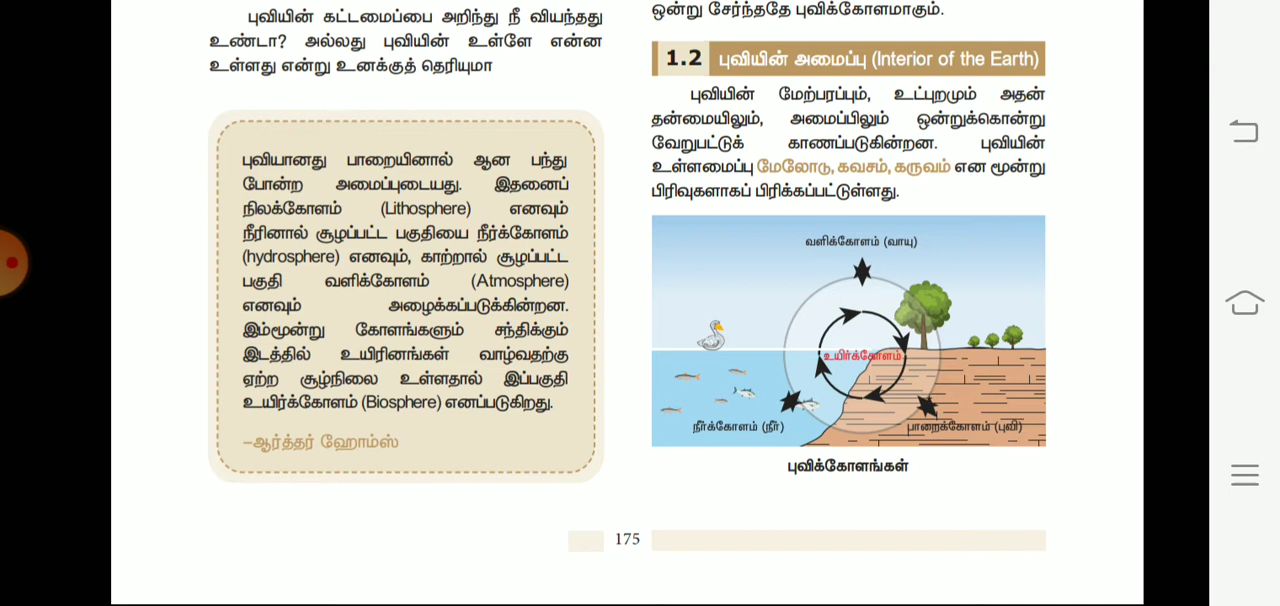 புவியின் கட்டமைப்பை அறிந்து நீ வியந்தது
உண்டா? அல்லது புவியின் உள்ளே என்ன
உள்ளது என்று உனக்குத் தெரியுமா
புவியானது பாறையினால் ஆன பந்து
போன்ற அமைப்புடையது. இதனைப்
நிலக்கோளம் (Lithosphere) எனவும்
நீரினால் சூழப்பட்ட பகுதியை நீர்க்கோளம்
(hydrosphere) எனவும், காற்றால் சூழப்பட்ட
பகுதி வளிக்கோளம் (Atmosphere)
எனவும் அழைக்கப்படுக்கின்றன.
இம்மூன்று கோளங்களும் சந்திக்கும்
இடத்தில் உயிரினங்கள் வாழ்வதற்கு
ஏற்ற சூழ்நிலை உள்ளதால் இப்பகுதி
உயிர்க்கோளம் (Biosphere) எனப்படுகிறது.
–ஆர்த்தர் ஹோம்ஸ்
ஒன்று சேர்ந்ததே புவிக்கோளமாகும்.
1.2 புவியின் அமைப்பு (Interior of the Earth)
புவியின் மேற்பரப்பும், உட்புறமும் அதன்
தன்மையிலும், அமைப்பிலும் ஒன்றுக்கொன்று
வேறுபட்டுக் காணப்படுகின்றன. புவியின்
உள்ளமைப்பு மேலோடு, கவசம், கருவம் என மூன்று
பிரிவுகளாகப் பிரிக்கப்பட்டுள்ளது.
வளிக்கோளம் (வாயு)
உயிர்க்கோளம்
நீர்க்கோளம் (நீர்)
பாறைக்கோளம் (புவி)
புவிக்கோளங்கள்
175